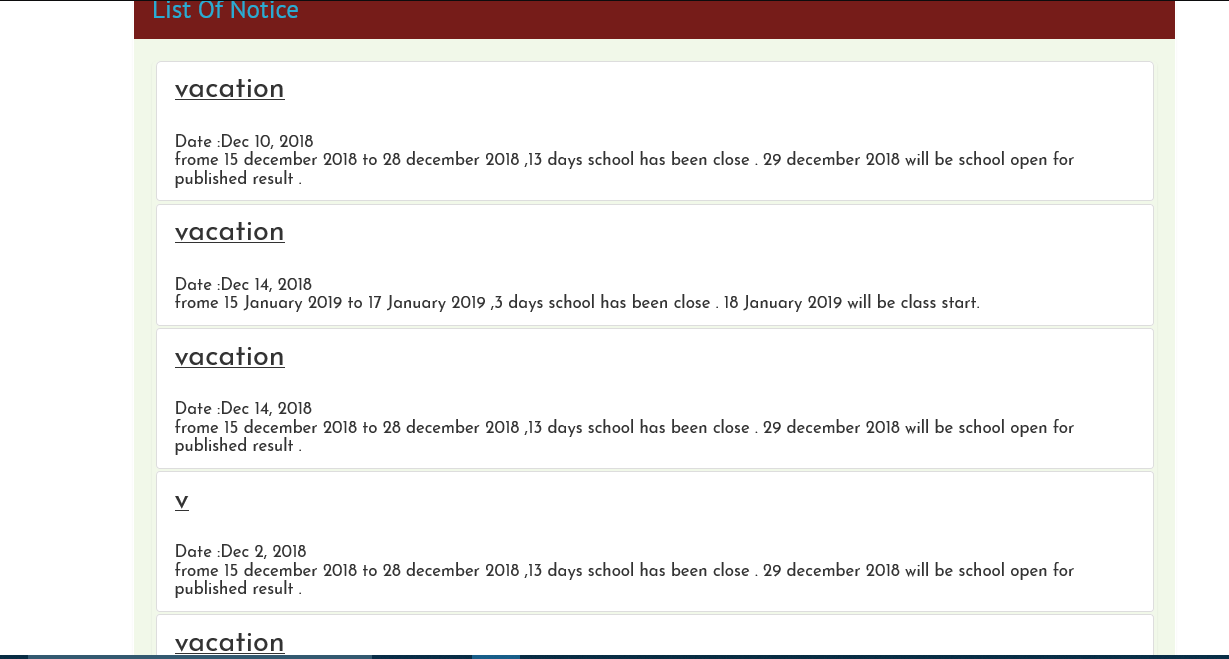 List Of Notice
vacation
Date :Dec 10, 2018
frome 15 december 2018 to 28 december 2018 ,13 days school has been close . 29 december 2018 will be school open for
published result .
vacation
Date :Dec 14, 2018
frome 15 January 2019 to 17 January 2019 ,3 days school has been close . 18 January 2019 will be class start.
vacation
Date :Dec 14, 2018
frome 15 december 2018 to 28 december 2018 ,13 days school has been close . 29 december 2018 will be school open for
published result .
v
Date :Dec 2, 2018
frome 15 december 2018 to 28 december 2018 ,13 days school has been close . 29 december 2018 will be school open for
published result .
vacation